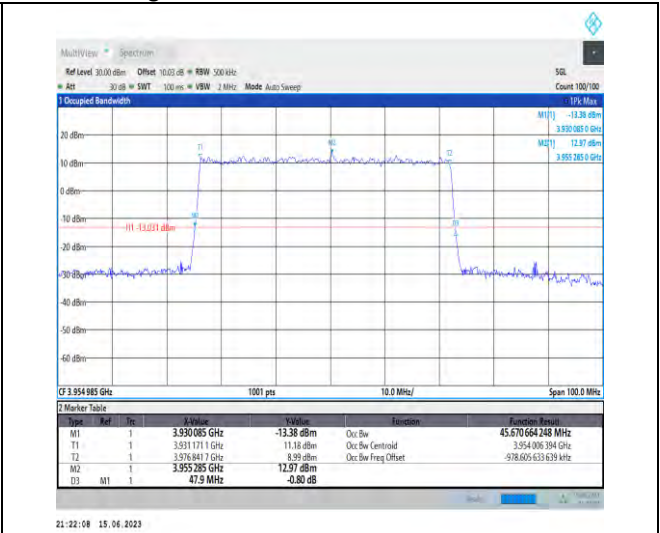 MultiView Spectrum
Ref Level 30.00 dBm Offset 10.03 dB RBW 500 kHz SGL
Att 30 dB SWT 100 ms VBW 2 MHz Mode Auto Sweep Count 100/100
1 Occupied Bandwidth 1Pk Max
M1[1] -13.38 dBm
3.930 085 0 GHz
20 dBm
M2[1] 12.97 dBm
T1 M2 T2
3.955 285 0 GHz
10 dBm
0 dBm
-10 dBm
H1 -13.031 dBm
-20 dBm
-30 dBm
-40 dBm
-50 dBm
-60 dBm
CF 3.954 985 GHz 1001 pts 10.0 MHz/ Span 100.0 MHz
2 Marker Table
Type Ref Trc X-Value Y-Value Function Function Result
M1 1 3.930 085 GHz -13.38 dBm Occ Bw 45.670 664 248 MHz
T1 1 3.931 171 1 GHz 11.18 dBm Occ Bw Centroid 3.954 006 394 GHz
T2 1 3.976 841 7 GHz 8.99 dBm Occ Bw Freq Offset -978.605 633 639 kHz
M2 1 3.955 285 GHz 12.97 dBm
D3 M1 1 47.9 MHz -0.80 dB
21:22:08 15.06.2023